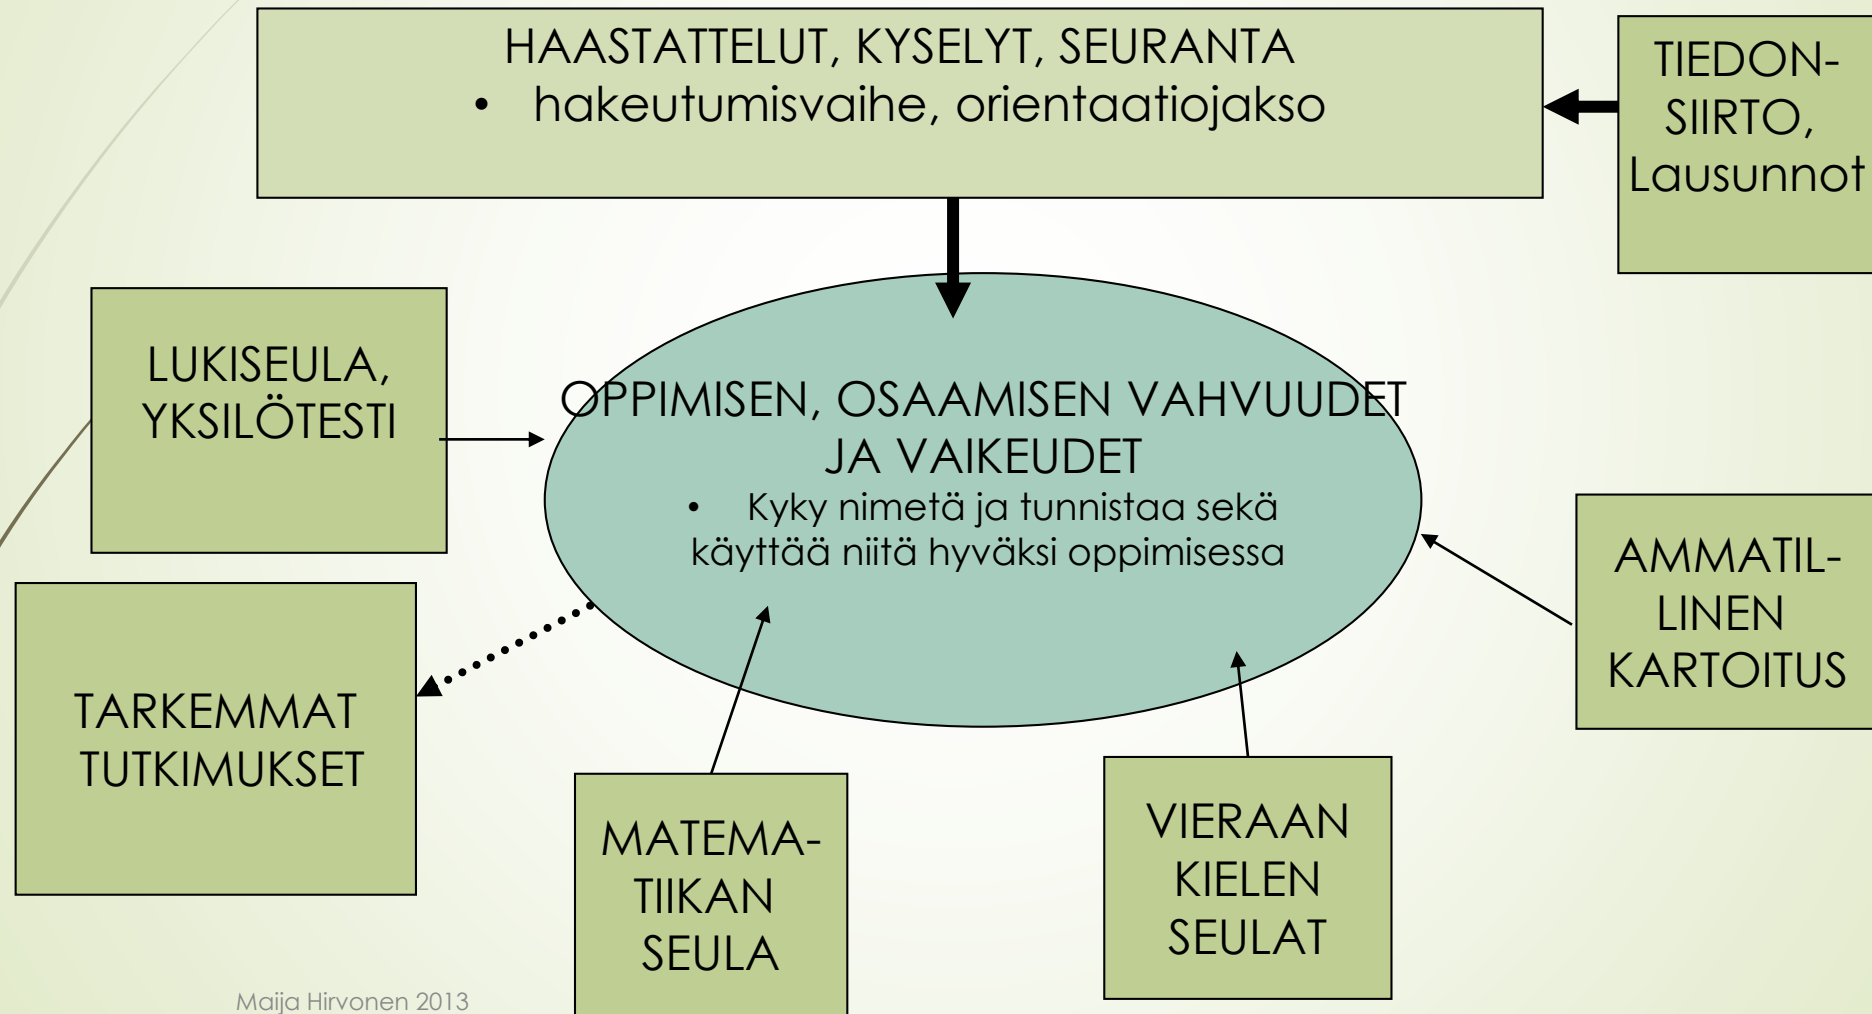 HAASTATTELUT, KYSELYT, SEURANTA
• hakeutumisvaihe, orientaatiojakso
TIEDON-
SIIRTO,
Lausunnot
LUKISEULA,
YKSILÖTESTI
OPPIMISEN, OSAAMISEN VAHVUUDET
JA VAIKEUDET
• Kyky nimetä ja tunnistaa sekä
käyttää niitä hyväksi oppimisessa
AMMATIL-
LINEN
KARTOITUS
TARKEMMAT
TUTKIMUKSET
MATEMA-
TIIKAN
SEULA
VIERAAN
KIELEN
SEULAT
Maija Hirvonen 2013